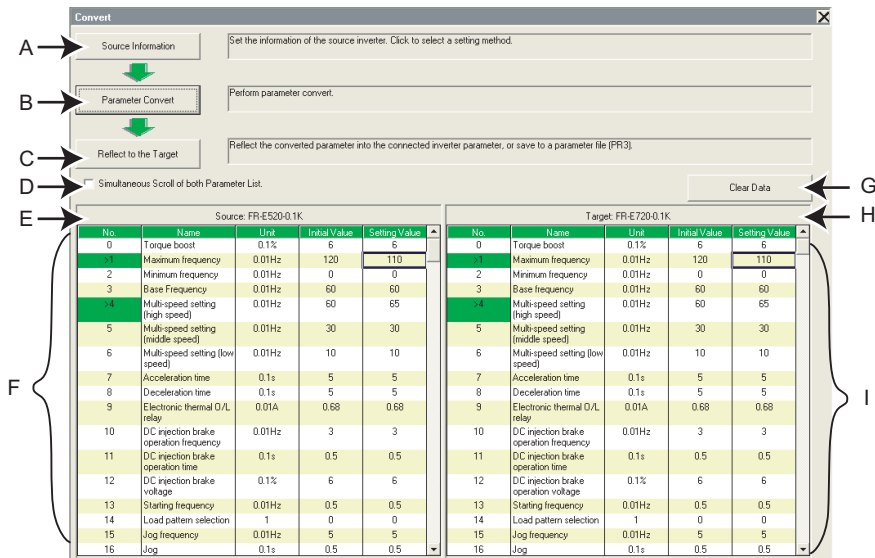 Convert
A
Source Information
Set the information of the source inverter. Click to select a setting method.
B
Parameter Convert
Perform parameter convert.
C
Reflect to the Target
Reflect the converted parameter into the connected inverter parameter, or save to a parameter file (PR3).
D
Simultaneous Scroll of both Parameter List.
Clear Data
G
E
Source: FR-E520-0.1K
Target: FR-E720-0.1K
H
F
No. Name Unit Initial Value Setting Value
0 Torque boost 0.1% 6 6
>1 Maximum frequency 0.01Hz 120 110
2 Minimum frequency 0.01Hz 0 0
3 Base Frequency 0.01Hz 60 60
>4 Multi-speed setting 0.01Hz 60 65
(high speed)
5 Multi-speed setting 0.01Hz 30 30
(middle speed)
6 Multi-speed setting (low 0.01Hz 10 10
speed)
7 Acceleration time 0.1s 5 5
8 Deceleration time 0.1s 5 5
9 Electronic thermal O/L 0.01A 0.68 0.68
relay
10 DC injection brake 0.01Hz 3 3
operation frequency
11 DC injection brake 0.1s 0.5 0.5
operation time
12 DC injection brake 0.1% 6 6
voltage
13 Starting frequency 0.01Hz 0.5 0.5
14 Load pattern selection 1 0 0
15 Jog frequency 0.01Hz 5 5
16 Jog 0.1s 0.5 0.5
No. Name Unit Initial Value Setting Value
0 Torque boost 0.1% 6 6
>1 Maximum frequency 0.01Hz 120 110
2 Minimum frequency 0.01Hz 0 0
3 Base Frequency 0.01Hz 60 60
>4 Multi-speed setting 0.01Hz 60 65
(high speed)
5 Multi-speed setting 0.01Hz 30 30
(middle speed)
6 Multi-speed setting (low 0.01Hz 10 10
speed)
7 Acceleration time 0.1s 5 5
8 Deceleration time 0.1s 5 5
9 Electronic thermal O/L 0.01A 0.68 0.68
relay
10 DC injection brake 0.01Hz 3 3
operation frequency
11 DC injection brake 0.1s 0.5 0.5
operation time
12 DC injection brake 0.1% 6 6
operation voltage
13 Starting frequency 0.01Hz 0.5 0.5
14 Load pattern selection 1 0 0
15 Jog frequency 0.01Hz 5 5
16 Jog 0.1s 0.5 0.5
I